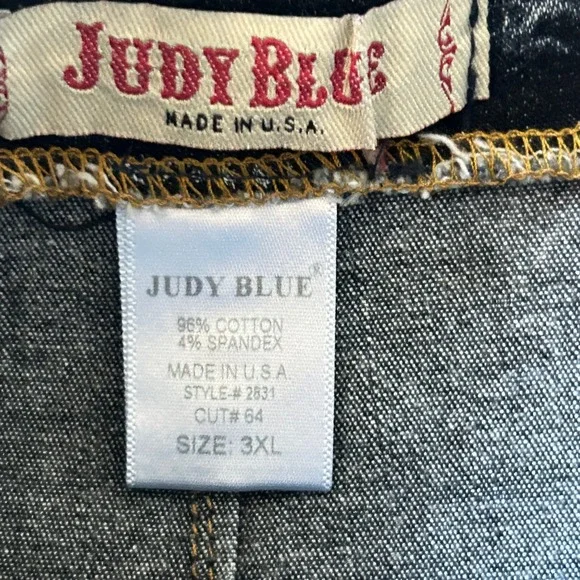 JUDY BLUE
MADE IN U.S.A.
JUDY BLUE®
96% COTTON
4% SPANDEX
MADE IN U.S.A.
STYLE-# 2831
CUT# 64
SIZE: 3XL